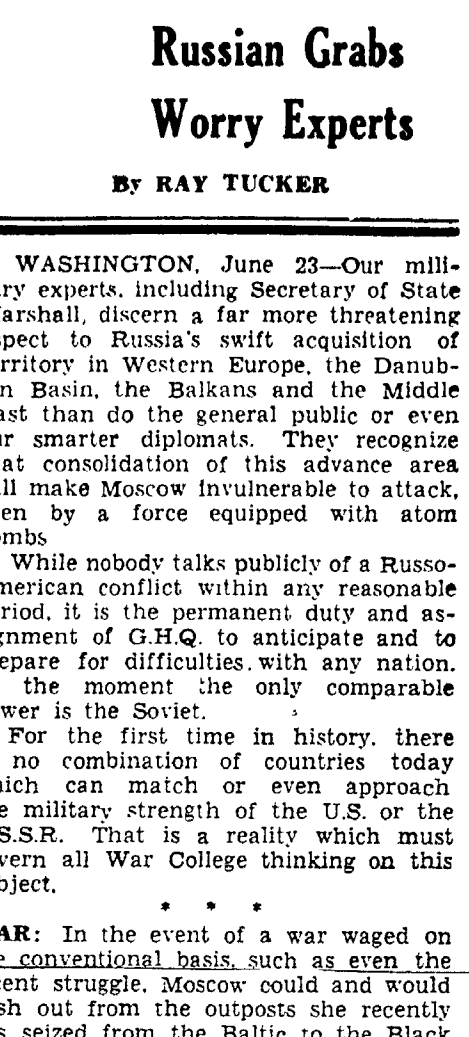 Russian Grabs
Worry Experts
By RAY TUCKER
WASHINGTON, June 23—Our mili-
ry experts, including Secretary of State
arshall, discern a far more threatening
spect to Russia's swift acquisition of
rritory in Western Europe, the Danub-
n Basin, the Balkans and the Middle
ast than do the general public or even
ur smarter diplomats. They recognize
at consolidation of this advance area
ll make Moscow invulnerable to attack,
en by a force equipped with atom
ombs
While nobody talks publicly of a Russo-
merican conflict within any reasonable
riod, it is the permanent duty and as-
gnment of G.H.Q. to anticipate and to
epare for difficulties with any nation.
the moment the only comparable
wer is the Soviet.
For the first time in history, there
no combination of countries today
hich can match or even approach
e military strength of the U.S. or the
S.S.R. That is a reality which must
vern all War College thinking on this
bject.
* * *
AR: In the event of a war waged on
e conventional basis, such as even the
cent struggle, Moscow could and would
sh out from the outposts she recently
s seized from the Baltic to the Black